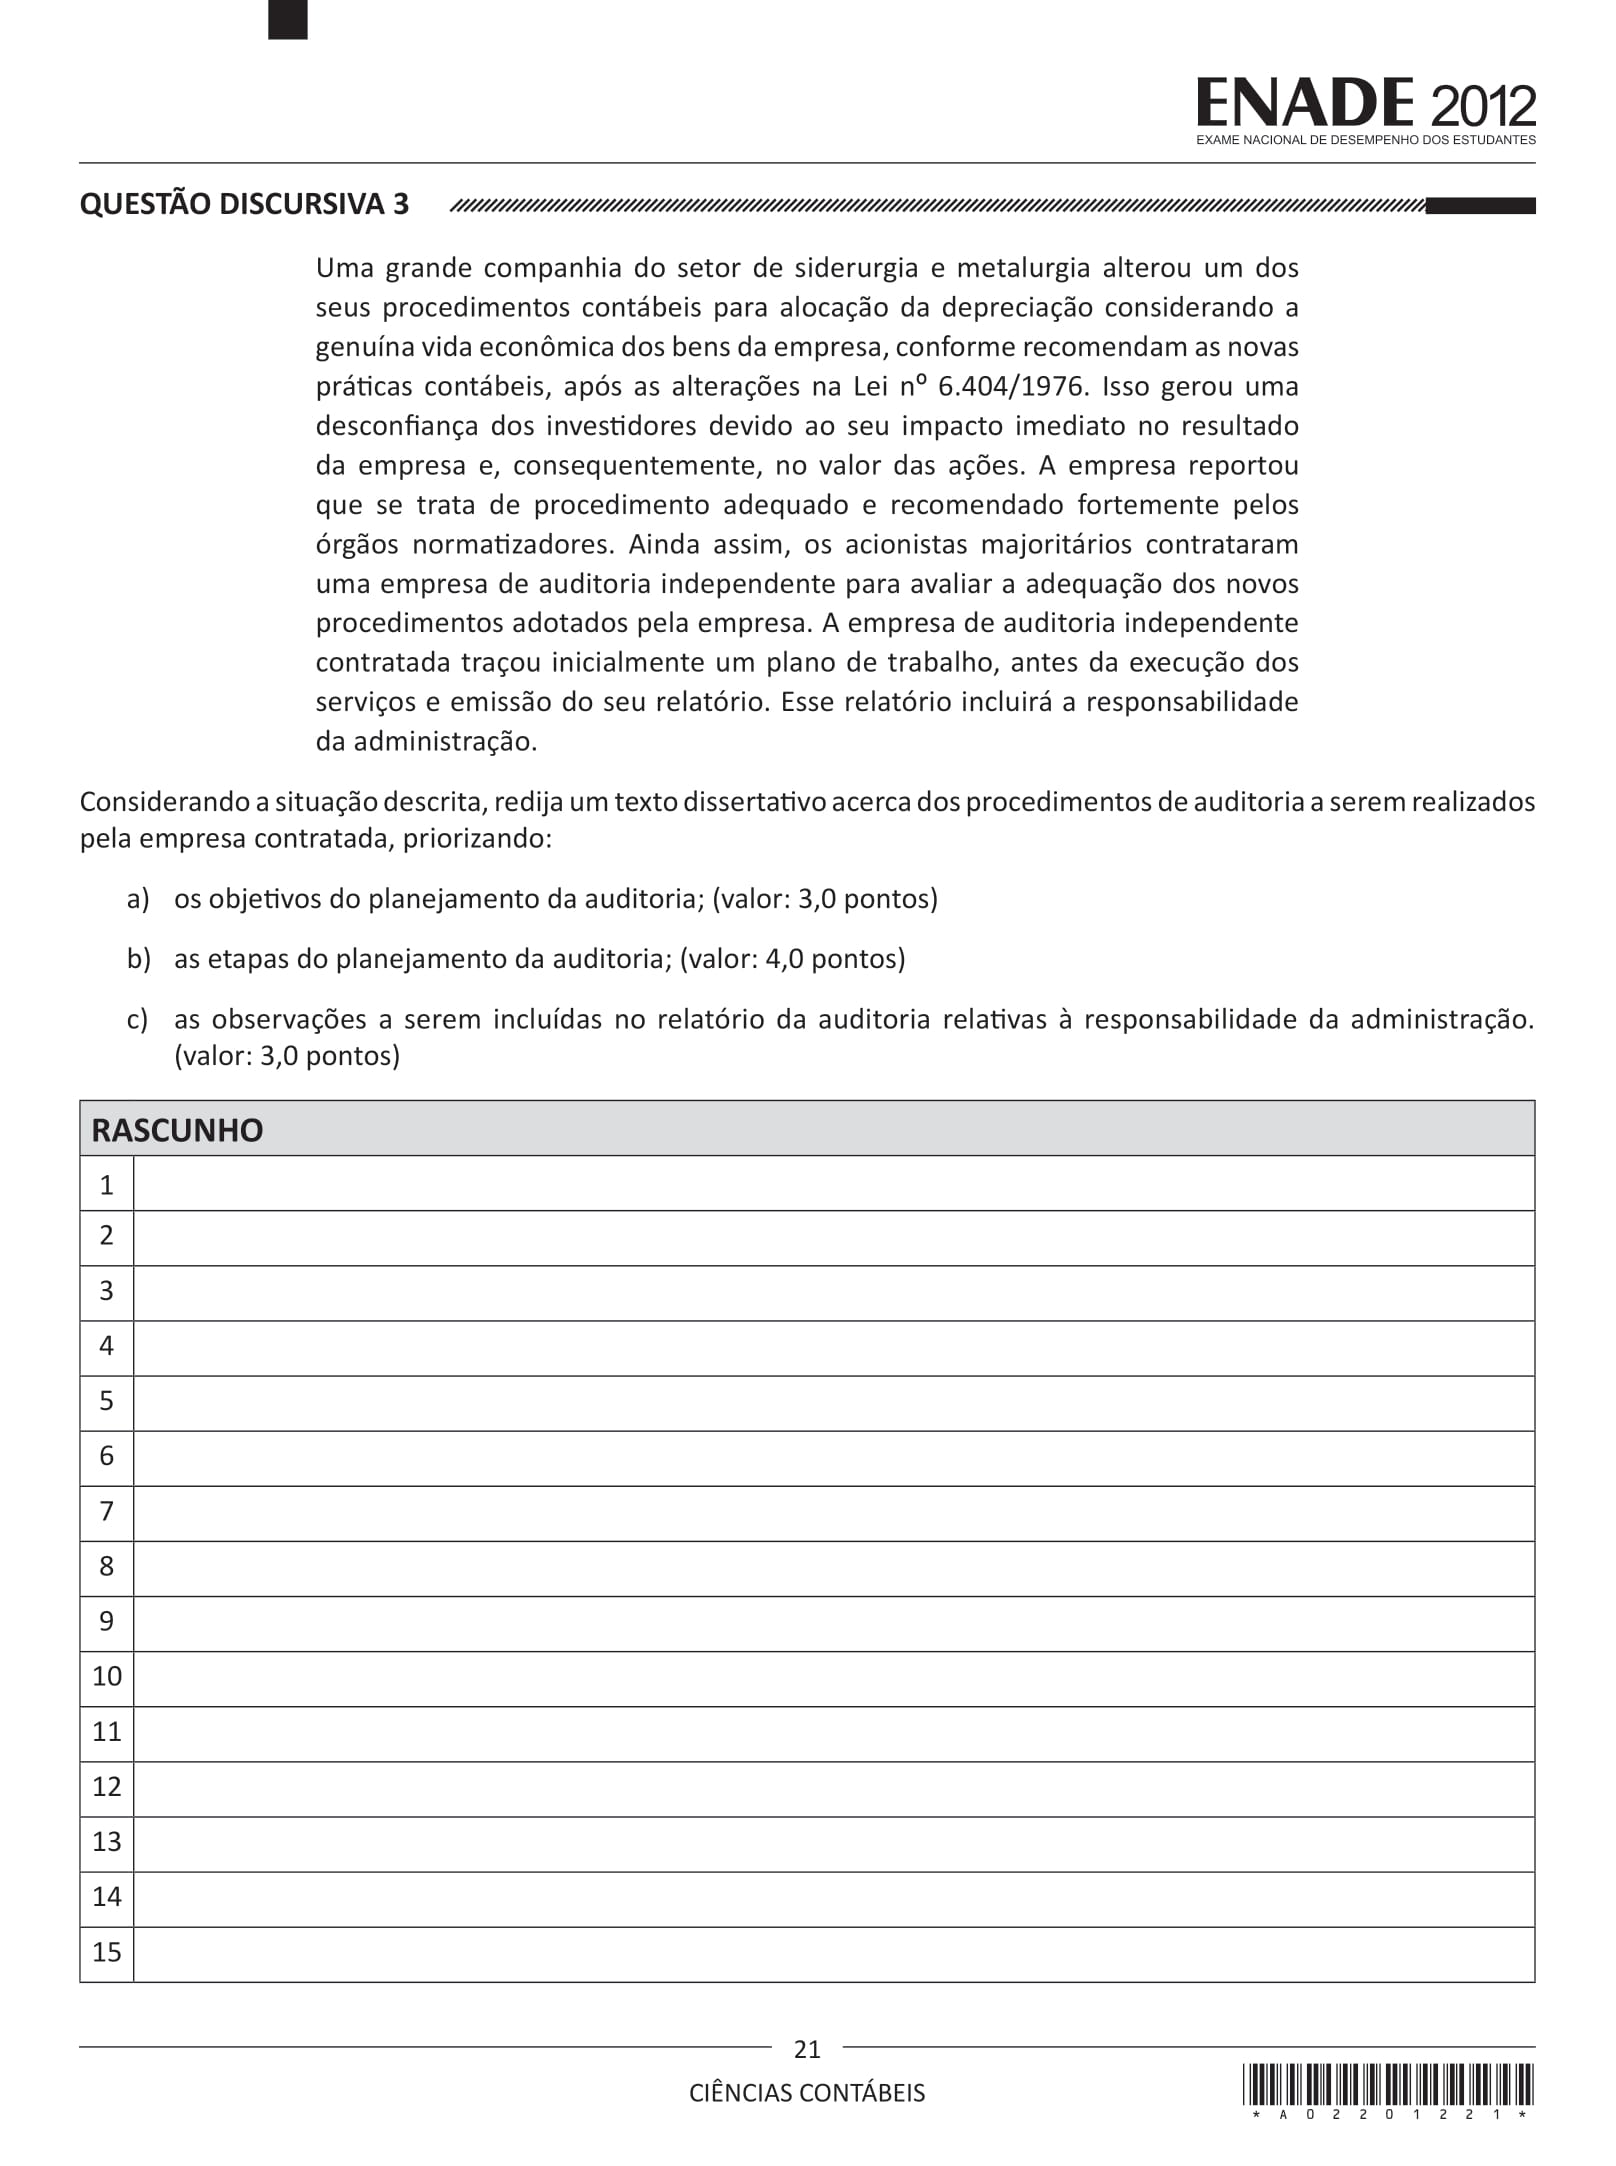 ENADE 2012
EXAME NACIONAL DE DESEMPENHO DOS ESTUDANTES
QUESTÃO DISCURSIVA 3
Uma grande companhia do setor de siderurgia e metalurgia alterou um dos
seus procedimentos contábeis para alocação da depreciação considerando a
genuína vida econômica dos bens da empresa, conforme recomendam as novas
práticas contábeis, após as alterações na Lei nº 6.404/1976. Isso gerou uma
desconfiança dos investidores devido ao seu impacto imediato no resultado
da empresa e, consequentemente, no valor das ações. A empresa reportou
que se trata de procedimento adequado e recomendado fortemente pelos
órgãos normatizadores. Ainda assim, os acionistas majoritários contrataram
uma empresa de auditoria independente para avaliar a adequação dos novos
procedimentos adotados pela empresa. A empresa de auditoria independente
contratada traçou inicialmente um plano de trabalho, antes da execução dos
serviços e emissão do seu relatório. Esse relatório incluirá a responsabilidade
da administração.
Considerando a situação descrita, redija um texto dissertativo acerca dos procedimentos de auditoria a serem realizados
pela empresa contratada, priorizando:
a) os objetivos do planejamento da auditoria; (valor: 3,0 pontos)
b) as etapas do planejamento da auditoria; (valor: 4,0 pontos)
c) as observações a serem incluídas no relatório da auditoria relativas à responsabilidade da administração.
(valor: 3,0 pontos)
RASCUNHO
1
2
3
4
5
6
7
8
9
10
11
12
13
14
15
21
CIÊNCIAS CONTÁBEIS
* A 0 2 2 0 1 2 2 1 *